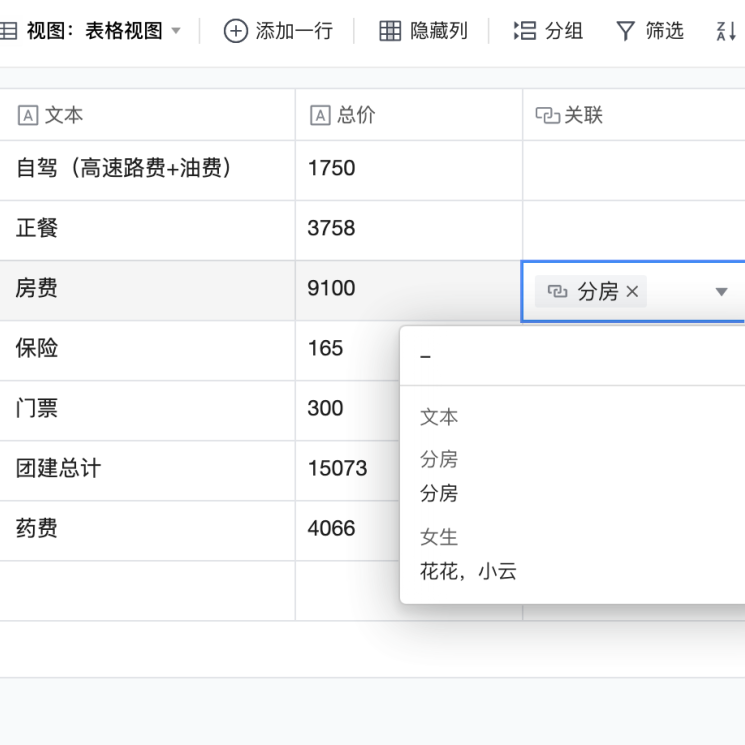 视图：表格视图 添加一行 隐藏列 分组 筛选
文本 总价 关联
自驾（高速路费+油费） 1750
正餐 3758
房费 9100 分房
保险 165
–
门票 300
文本
团建总计 15073
分房
分房
药费 4066
女生
花花，小云